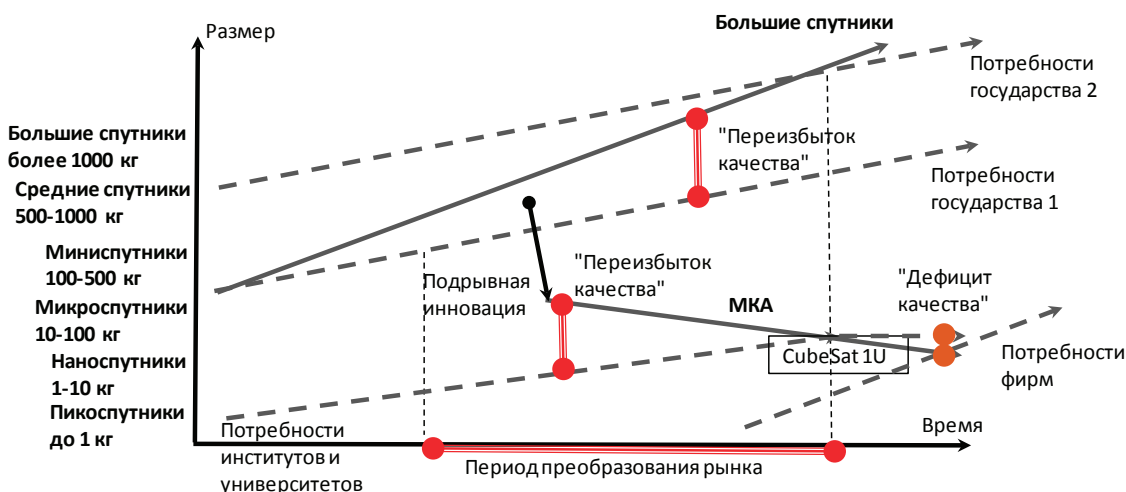 Размер
Большие спутники
Потребности
государства 2
Большие спутники
более 1000 кг
"Переизбыток
качества"
Средние спутники
500-1000 кг
Потребности
государства 1
Миниспутники
100-500 кг
Подрывная
инновация
"Переизбыток
качества"
"Дефицит
качества"
Микроспутники
10-100 кг
МКА
CubeSat 1U
Потребности
фирм
Наноспутники
1-10 кг
Пикоспутники
до 1 кг
Время
Потребности
институтов и
университетов
Период преобразования рынка